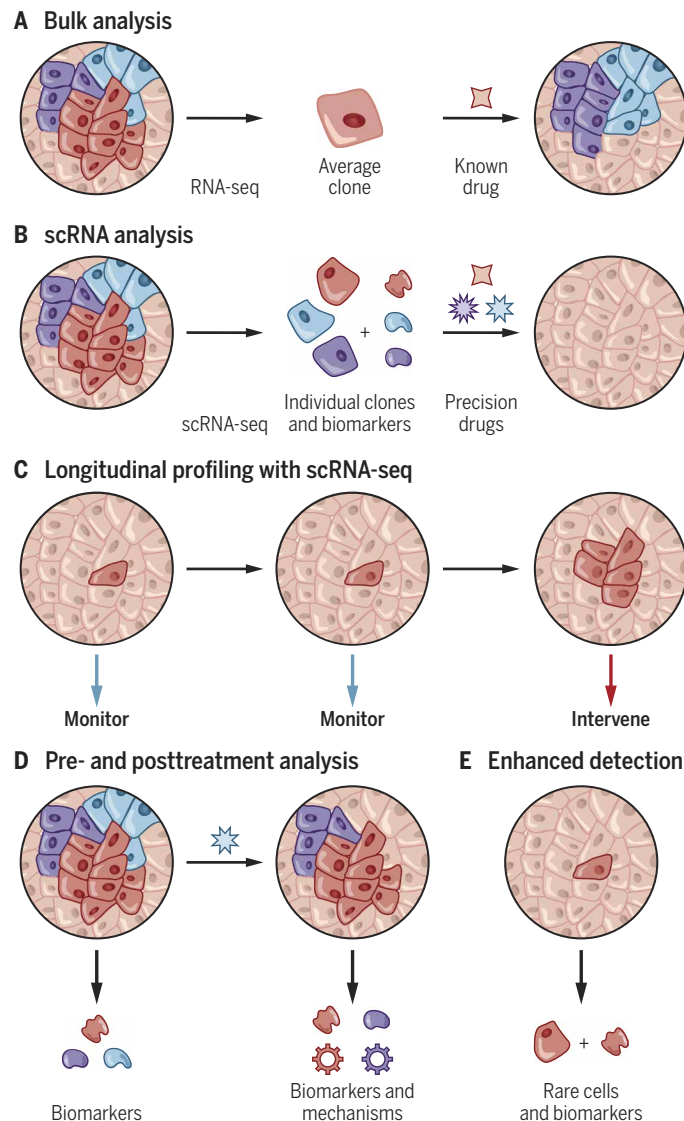 A Bulk analysis
RNA-seq
Average
clone
Known
drug
B scRNA analysis
scRNA-seq
Individual clones
and biomarkers
Precision
drugs
+
C Longitudinal profiling with scRNA-seq
Monitor
Monitor
Intervene
D Pre- and posttreatment analysis
Biomarkers
Biomarkers and
mechanisms
E Enhanced detection
+
Rare cells
and biomarkers